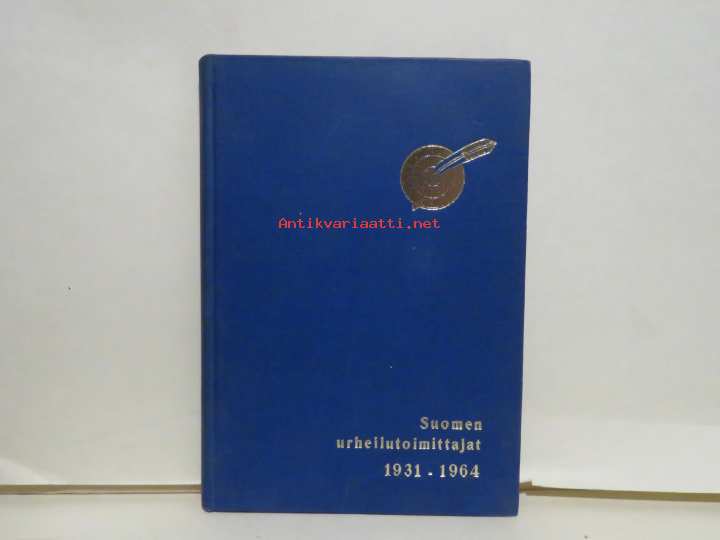 Antikvariaatti.net
Suomen
urheilutoimittajat
1931 - 1964